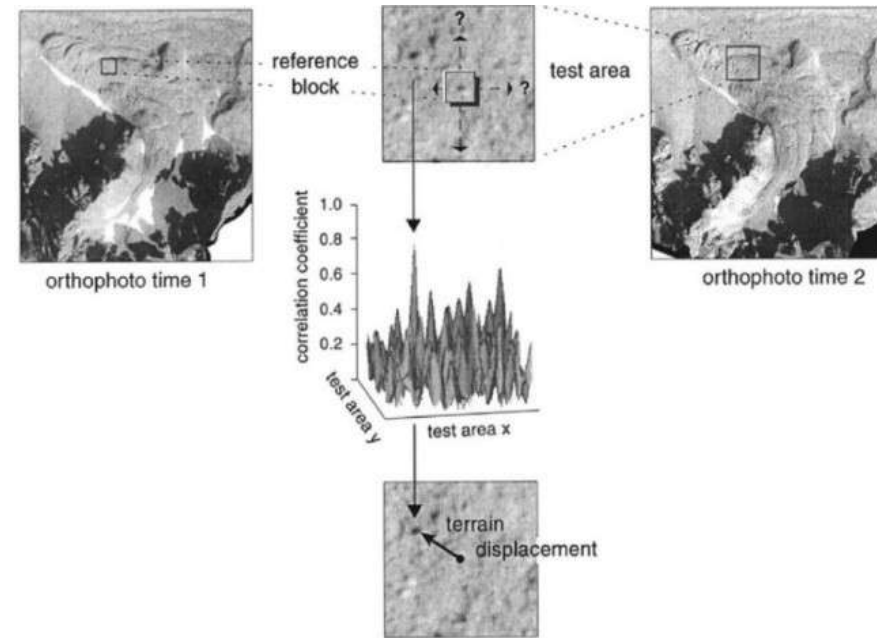 ?
?
reference
block
test area
orthophoto time 1
orthophoto time 2
1.0
0.8
0.6
0.4
0.2
correlation coefficient
test area y
test area x
terrain
displacement